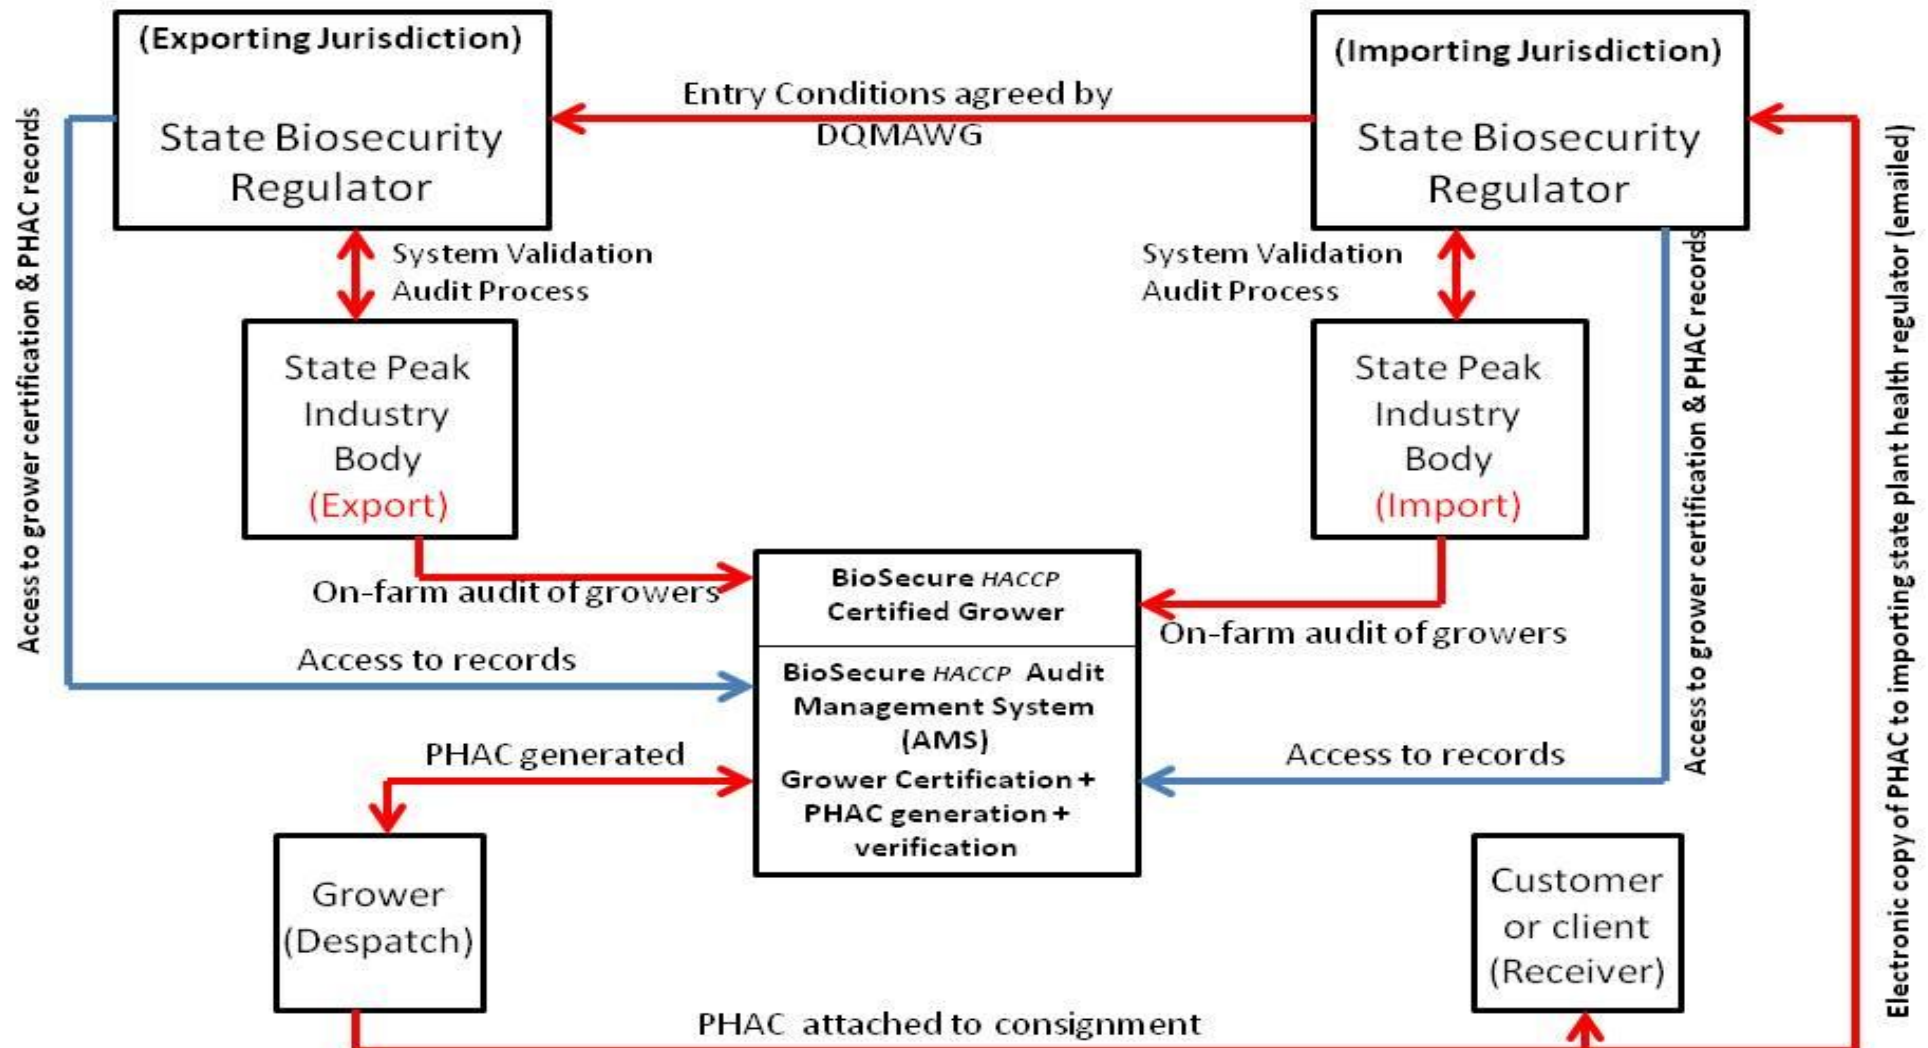 (Exporting Jurisdiction)
State Biosecurity
Regulator
Entry Conditions agreed by
DQMAWG
(Importing Jurisdiction)
State Biosecurity
Regulator
Access to grower certification & PHAC records
System Validation
Audit Process
System Validation
Audit Process
Access to grower certification & PHAC records
Electronic copy of PHAC to importing state plant health regulator (emailed)
State Peak
Industry
Body
(Export)
State Peak
Industry
Body
(Import)
On-farm audit of growers
BioSecure HACCP
Certified Grower
On-farm audit of growers
Access to records
BioSecure HACCP Audit
Management System
(AMS)
Grower Certification +
PHAC generation +
verification
PHAC generated
Access to records
Grower
(Despatch)
Customer
or client
(Receiver)
PHAC attached to consignment